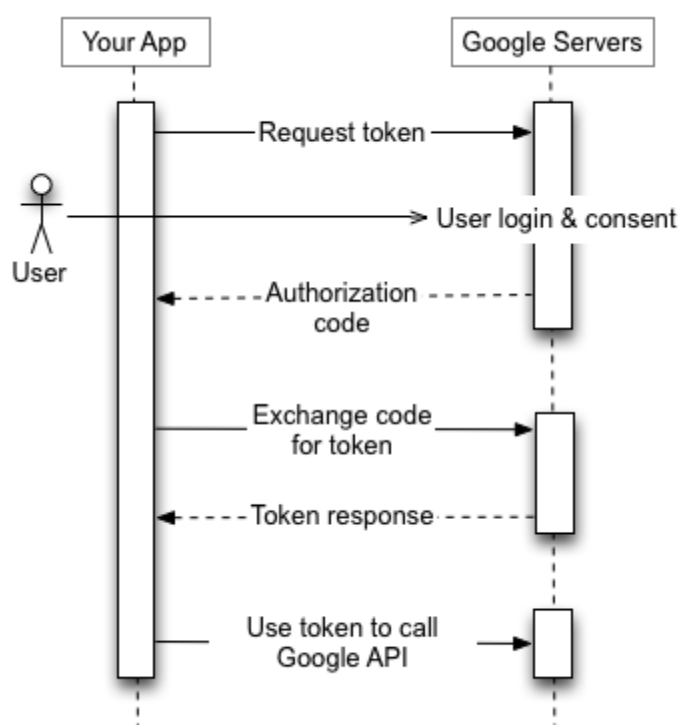 Your App
Google Servers
Request token
User login & consent
User
Authorization
code
Exchange code
for token
Token response
Use token to call
Google API